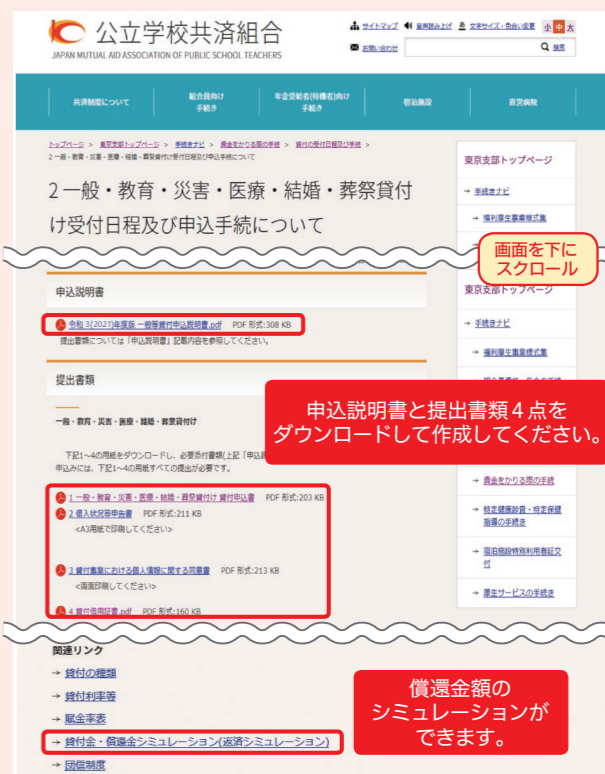 公立学校共済組合
JAPAN MUTUAL AID ASSOCIATION OF PUBLIC SCHOOL TEACHERS
サイトマップ 音声読み上げ 文字サイズ・色合い変更 小 中 大
お問い合わせ 検索
共済制度について
組合員向け
手続き
年金受給者(待機者)向け
手続き
宿泊施設
直営病院
トップページ > 東京支部トップページ > 手続きナビ > 資金をかりる際の手続 > 貸付の受付日程及び手続 >
2 一般・教育・災害・医療・結婚・葬祭貸付け受付日程及び申込手続について
2 一般・教育・災害・医療・結婚・葬祭貸付
け受付日程及び申込手続について
東京支部トップページ
→ 手続きナビ
→ 福利厚生事業様式集
画面を下に
スクロール
申込説明書
令和 3(2021)年度版 一般等貸付申込説明書.pdf PDF 形式:308 KB
提出書類については「申込説明書」記載内容を参照してください。
東京支部トップページ
→ 手続きナビ
→ 福利厚生事業様式集
提出書類
申込説明書と提出書類4点を
ダウンロードして作成してください。
一般・教育・災害・医療・結婚・葬祭貸付け
下記1~4の用紙をダウンロードし、必要添付書類(上記「申込
申込みには、下記1~4の用紙すべての提出が必要です。
1 一般・教育・災害・医療・結婚・葬祭貸付け 貸付申込書 PDF 形式:203 KB
2 借入状況等申告書 PDF 形式:211 KB
<A3用紙で印刷してください>
3 貸付事業における個人情報に関する同意書 PDF 形式:213 KB
<両面印刷してください>
4 貸付借用証書.pdf PDF 形式:160 KB
→ 資金をかりる際の手続
→ 特定健康診査・特定保健
指導の手続き
→ 宿泊施設特別利用者証交
付
→ 厚生サービスの手続き
関連リンク
→ 貸付の種類
→ 貸付利率等
→ 賦金率表
→ 貸付金・償還金シミュレーション(返済シミュレーション)
→ 団信制度
償還金額の
シミュレーションが
できます。